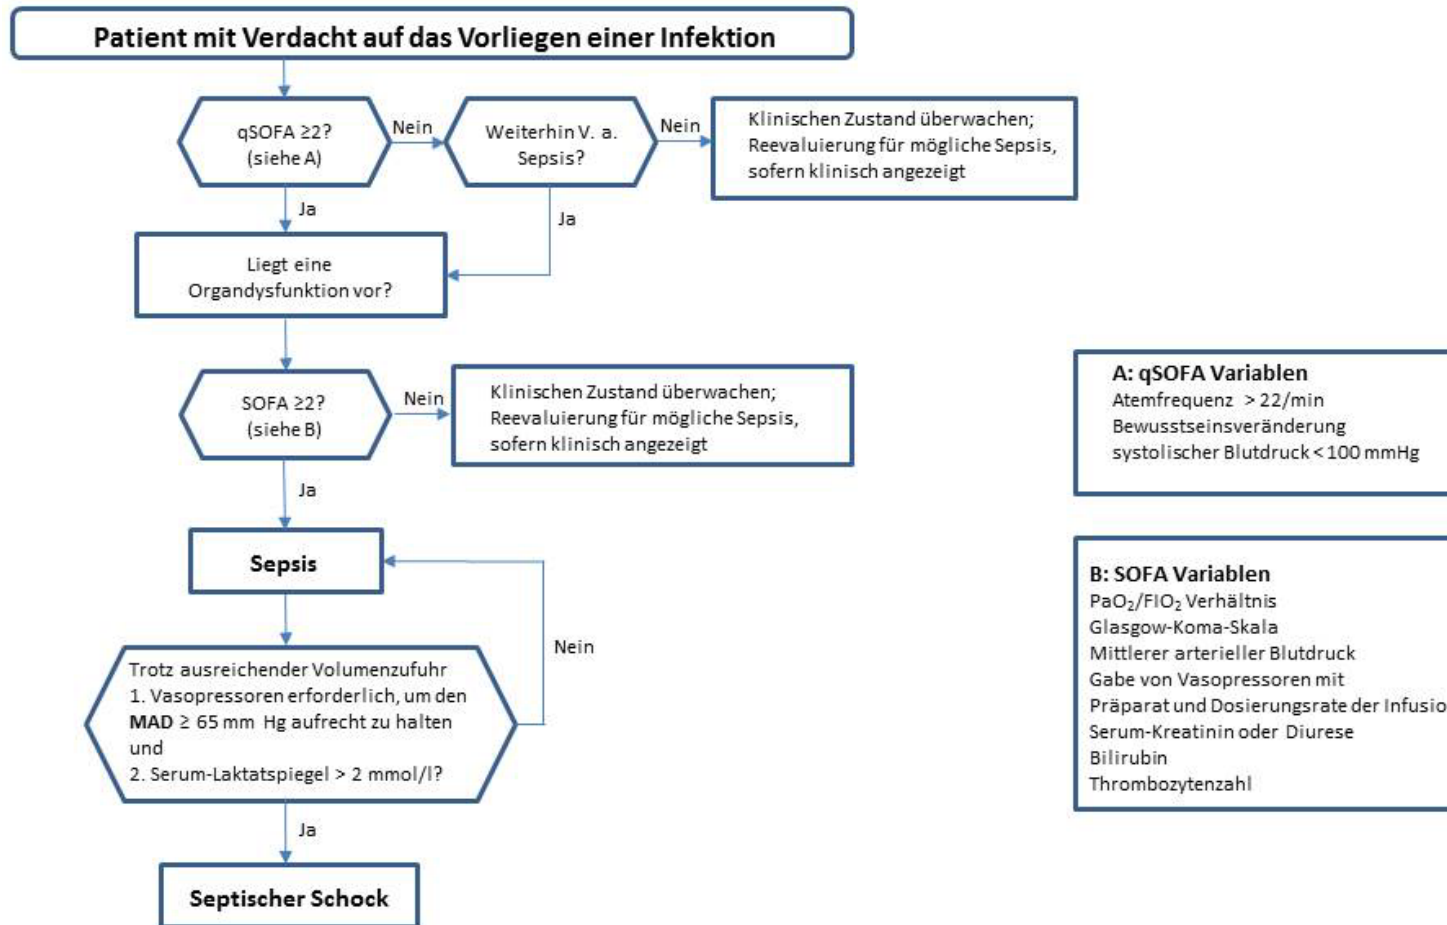 Patient mit Verdacht auf das Vorliegen einer Infektion
qSOFA ≥2?
(siehe A)
Nein
Weiterhin V. a.
Sepsis?
Nein
Klinischen Zustand überwachen;
Reevaluierung für mögliche Sepsis,
sofern klinisch angezeigt
Ja
Ja
Liegt eine
Organdysfunktion vor?
SOFA ≥2?
(siehe B)
Nein
Klinischen Zustand überwachen;
Reevaluierung für mögliche Sepsis,
sofern klinisch angezeigt
Ja
Sepsis
Nein
Trotz ausreichender Volumenzufuhr
1. Vasopressoren erforderlich, um den
MAD ≥ 65 mm Hg aufrecht zu halten
und
2. Serum-Laktatspiegel > 2 mmol/l?
Ja
Septischer Schock
A: qSOFA Variablen
Atemfrequenz > 22/min
Bewusstseinsveränderung
systolischer Blutdruck < 100 mmHg
B: SOFA Variablen
PaO₂/FIO₂ Verhältnis
Glasgow-Koma-Skala
Mittlerer arterieller Blutdruck
Gabe von Vasopressoren mit
Präparat und Dosierungsrate der Infusio
Serum-Kreatinin oder Diurese
Bilirubin
Thrombozytenzahl